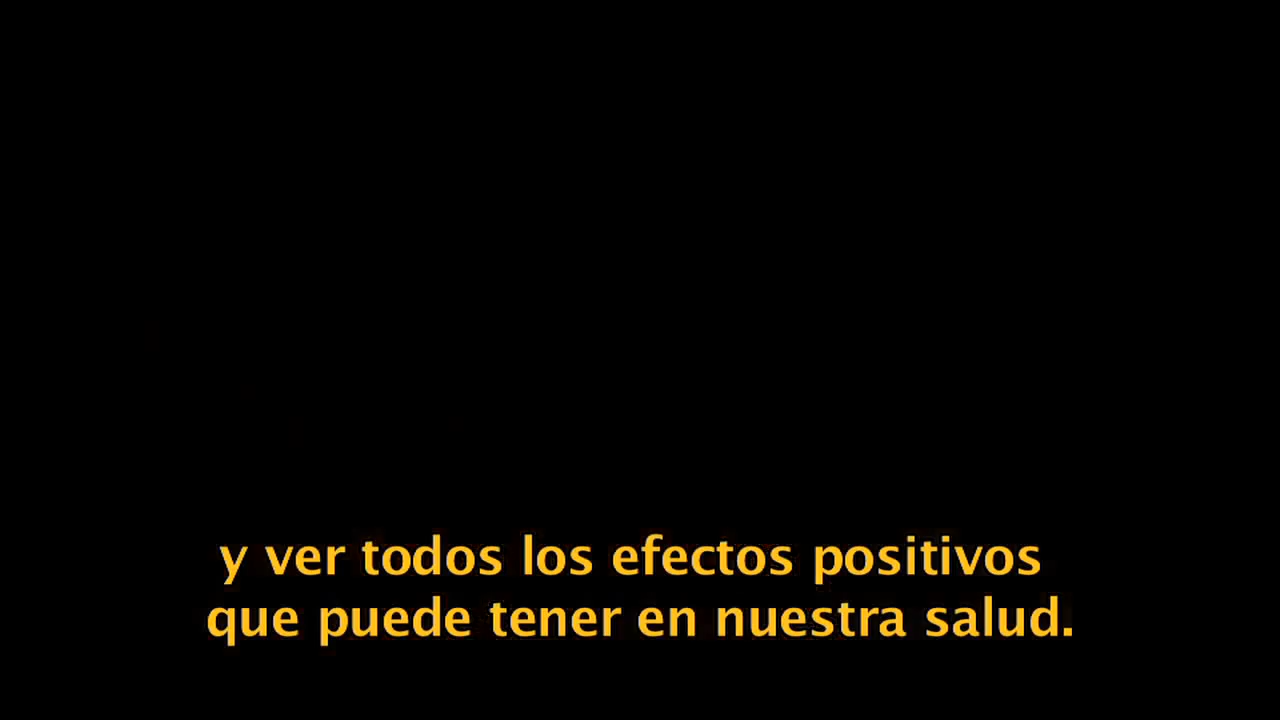 y ver todos los efectos positivos
que puede tener en nuestra salud.